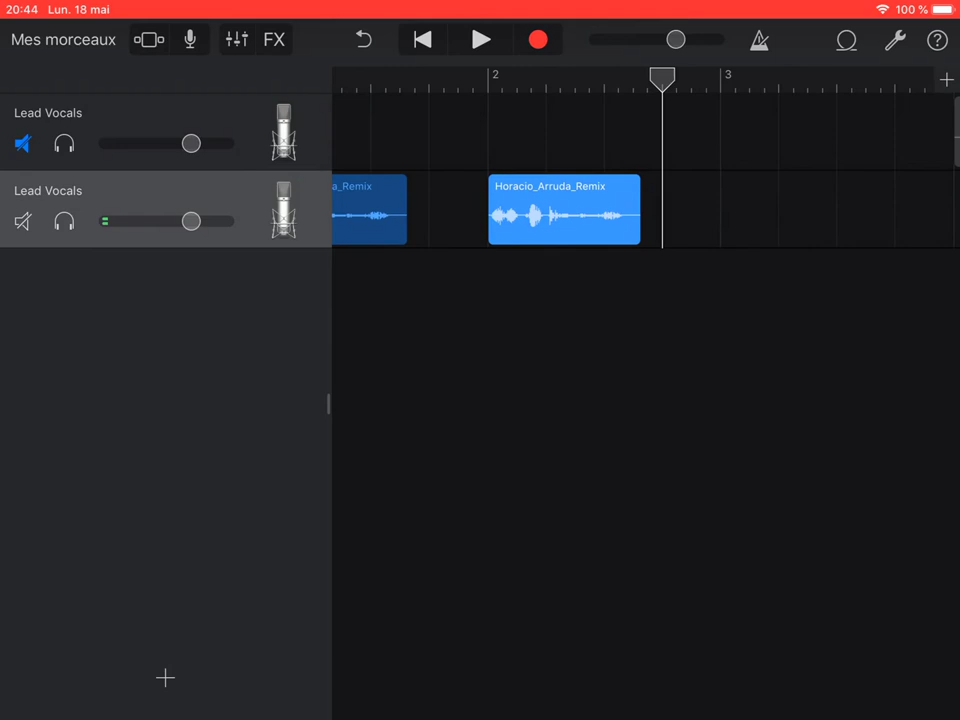 20:44 Lun. 18 mai 100 %
Mes morceaux FX ?
2 3 +
Lead Vocals
Lead Vocals
a_Remix Horacio_Arruda_Remix
+